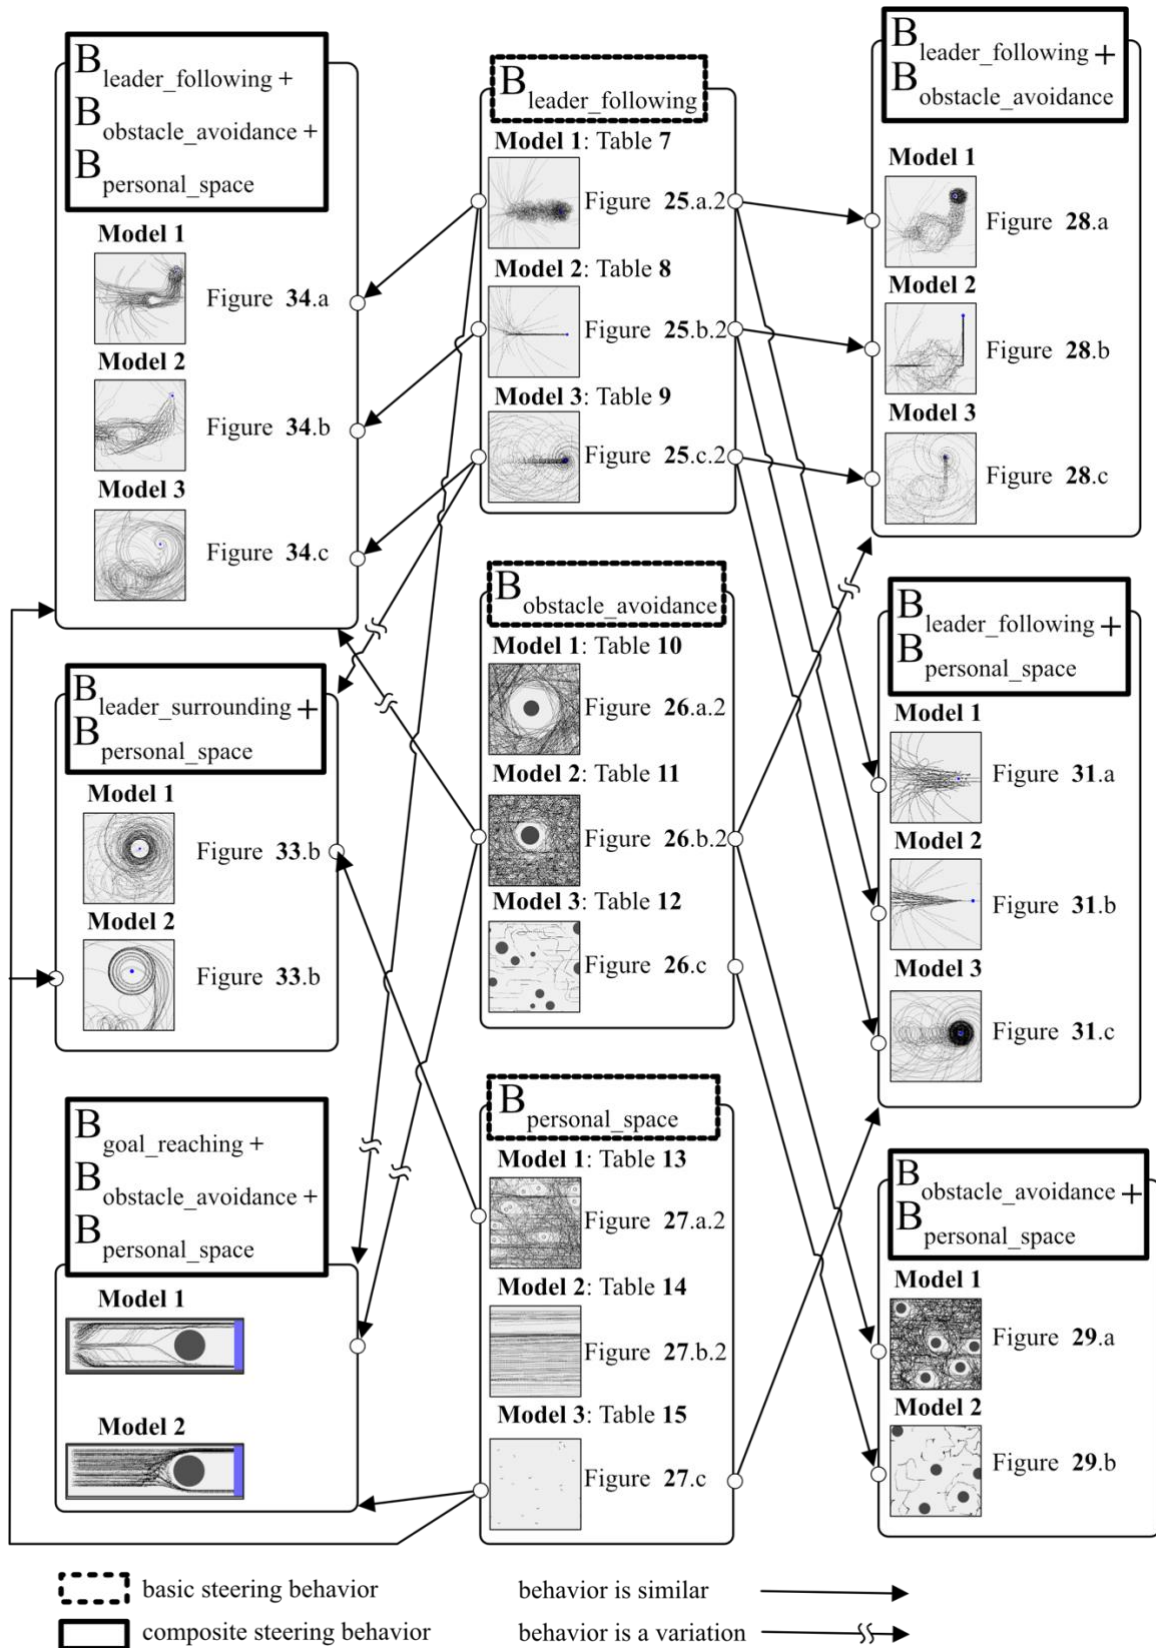 B leader_following +
B obstacle_avoidance +
B personal_space
Model 1
Figure 34.a
Model 2
Figure 34.b
Model 3
Figure 34.c
B leader_surrounding +
B personal_space
Model 1
Figure 33.b
Model 2
Figure 33.b
B goal_reaching +
B obstacle_avoidance +
B personal_space
Model 1
Model 2
B leader_following
Model 1: Table 7
Figure 25.a.2
Model 2: Table 8
Figure 25.b.2
Model 3: Table 9
Figure 25.c.2
B obstacle_avoidance
Model 1: Table 10
Figure 26.a.2
Model 2: Table 11
Figure 26.b.2
Model 3: Table 12
Figure 26.c
B personal_space
Model 1: Table 13
Figure 27.a.2
Model 2: Table 14
Figure 27.b.2
Model 3: Table 15
Figure 27.c
B leader_following +
B obstacle_avoidance
Model 1
Figure 28.a
Model 2
Figure 28.b
Model 3
Figure 28.c
B leader_following +
B personal_space
Model 1
Figure 31.a
Model 2
Figure 31.b
Model 3
Figure 31.c
B obstacle_avoidance +
B personal_space
Model 1
Figure 29.a
Model 2
Figure 29.b
basic steering behavior
composite steering behavior
behavior is similar
behavior is a variation